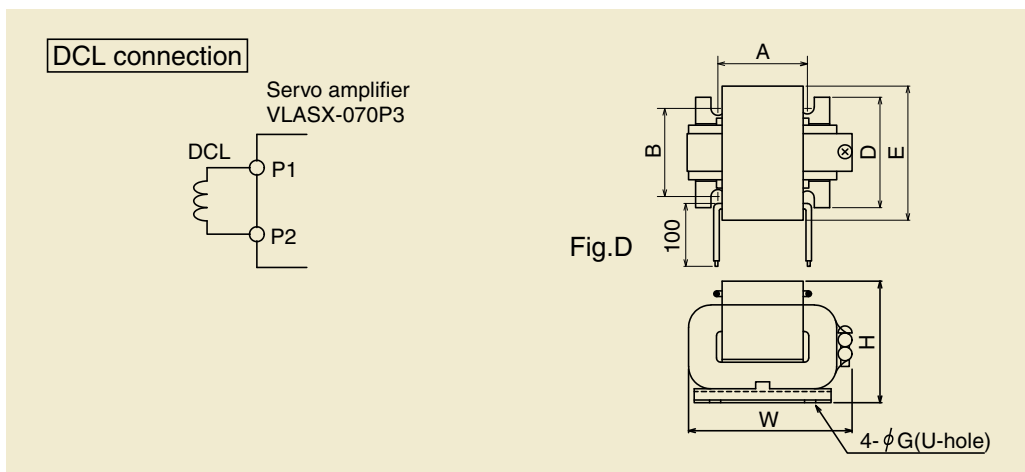 DCL connection
Servo amplifier
VLASX-070P3
DCL
P1
P2
A
B
D
E
100
Fig.D
H
W
4-ϕG(U-hole)